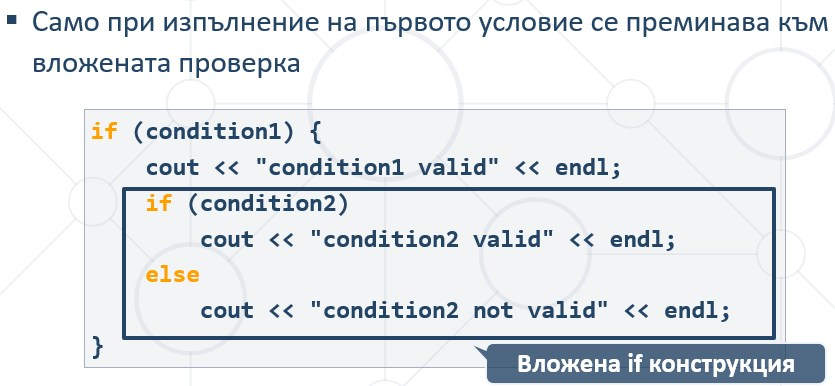 ▪ Само при изпълнение на първото условие се преминава към
вложената проверка
if (condition1) {
    cout << "condition1 valid" << endl;
    if (condition2)
        cout << "condition2 valid" << endl;
    else
        cout << "condition2 not valid" << endl;
}
Вложена if конструкция